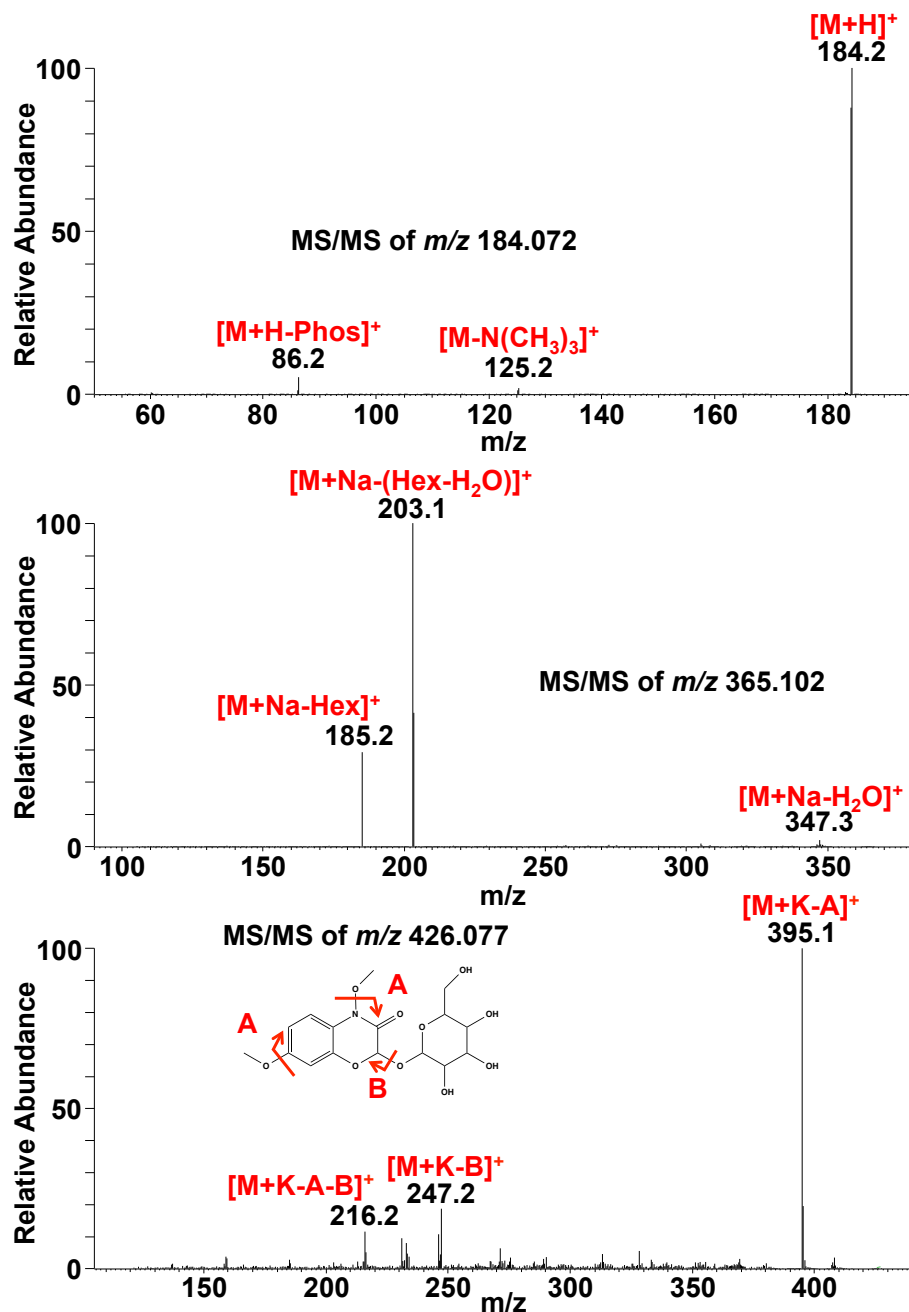 [M+H]⁺
184.2
100
50
0
Relative Abundance
MS/MS of m/z 184.072
[M+H-Phos]⁺
86.2
[M-N(CH₃)₃]⁺
125.2
60 80 100 120 140 160 180
m/z
[M+Na-(Hex-H₂O)]⁺
203.1
100
50
0
Relative Abundance
MS/MS of m/z 365.102
[M+Na-Hex]⁺
185.2
[M+Na-H₂O]⁺
347.3
100 150 200 250 300 350
m/z
[M+K-A]⁺
395.1
MS/MS of m/z 426.077
100
50
0
Relative Abundance
OH
O A
A N O O OH
O O O OH
B OH
[M+K-B]⁺
247.2
[M+K-A-B]⁺
216.2
150 200 250 300 350 400
m/z